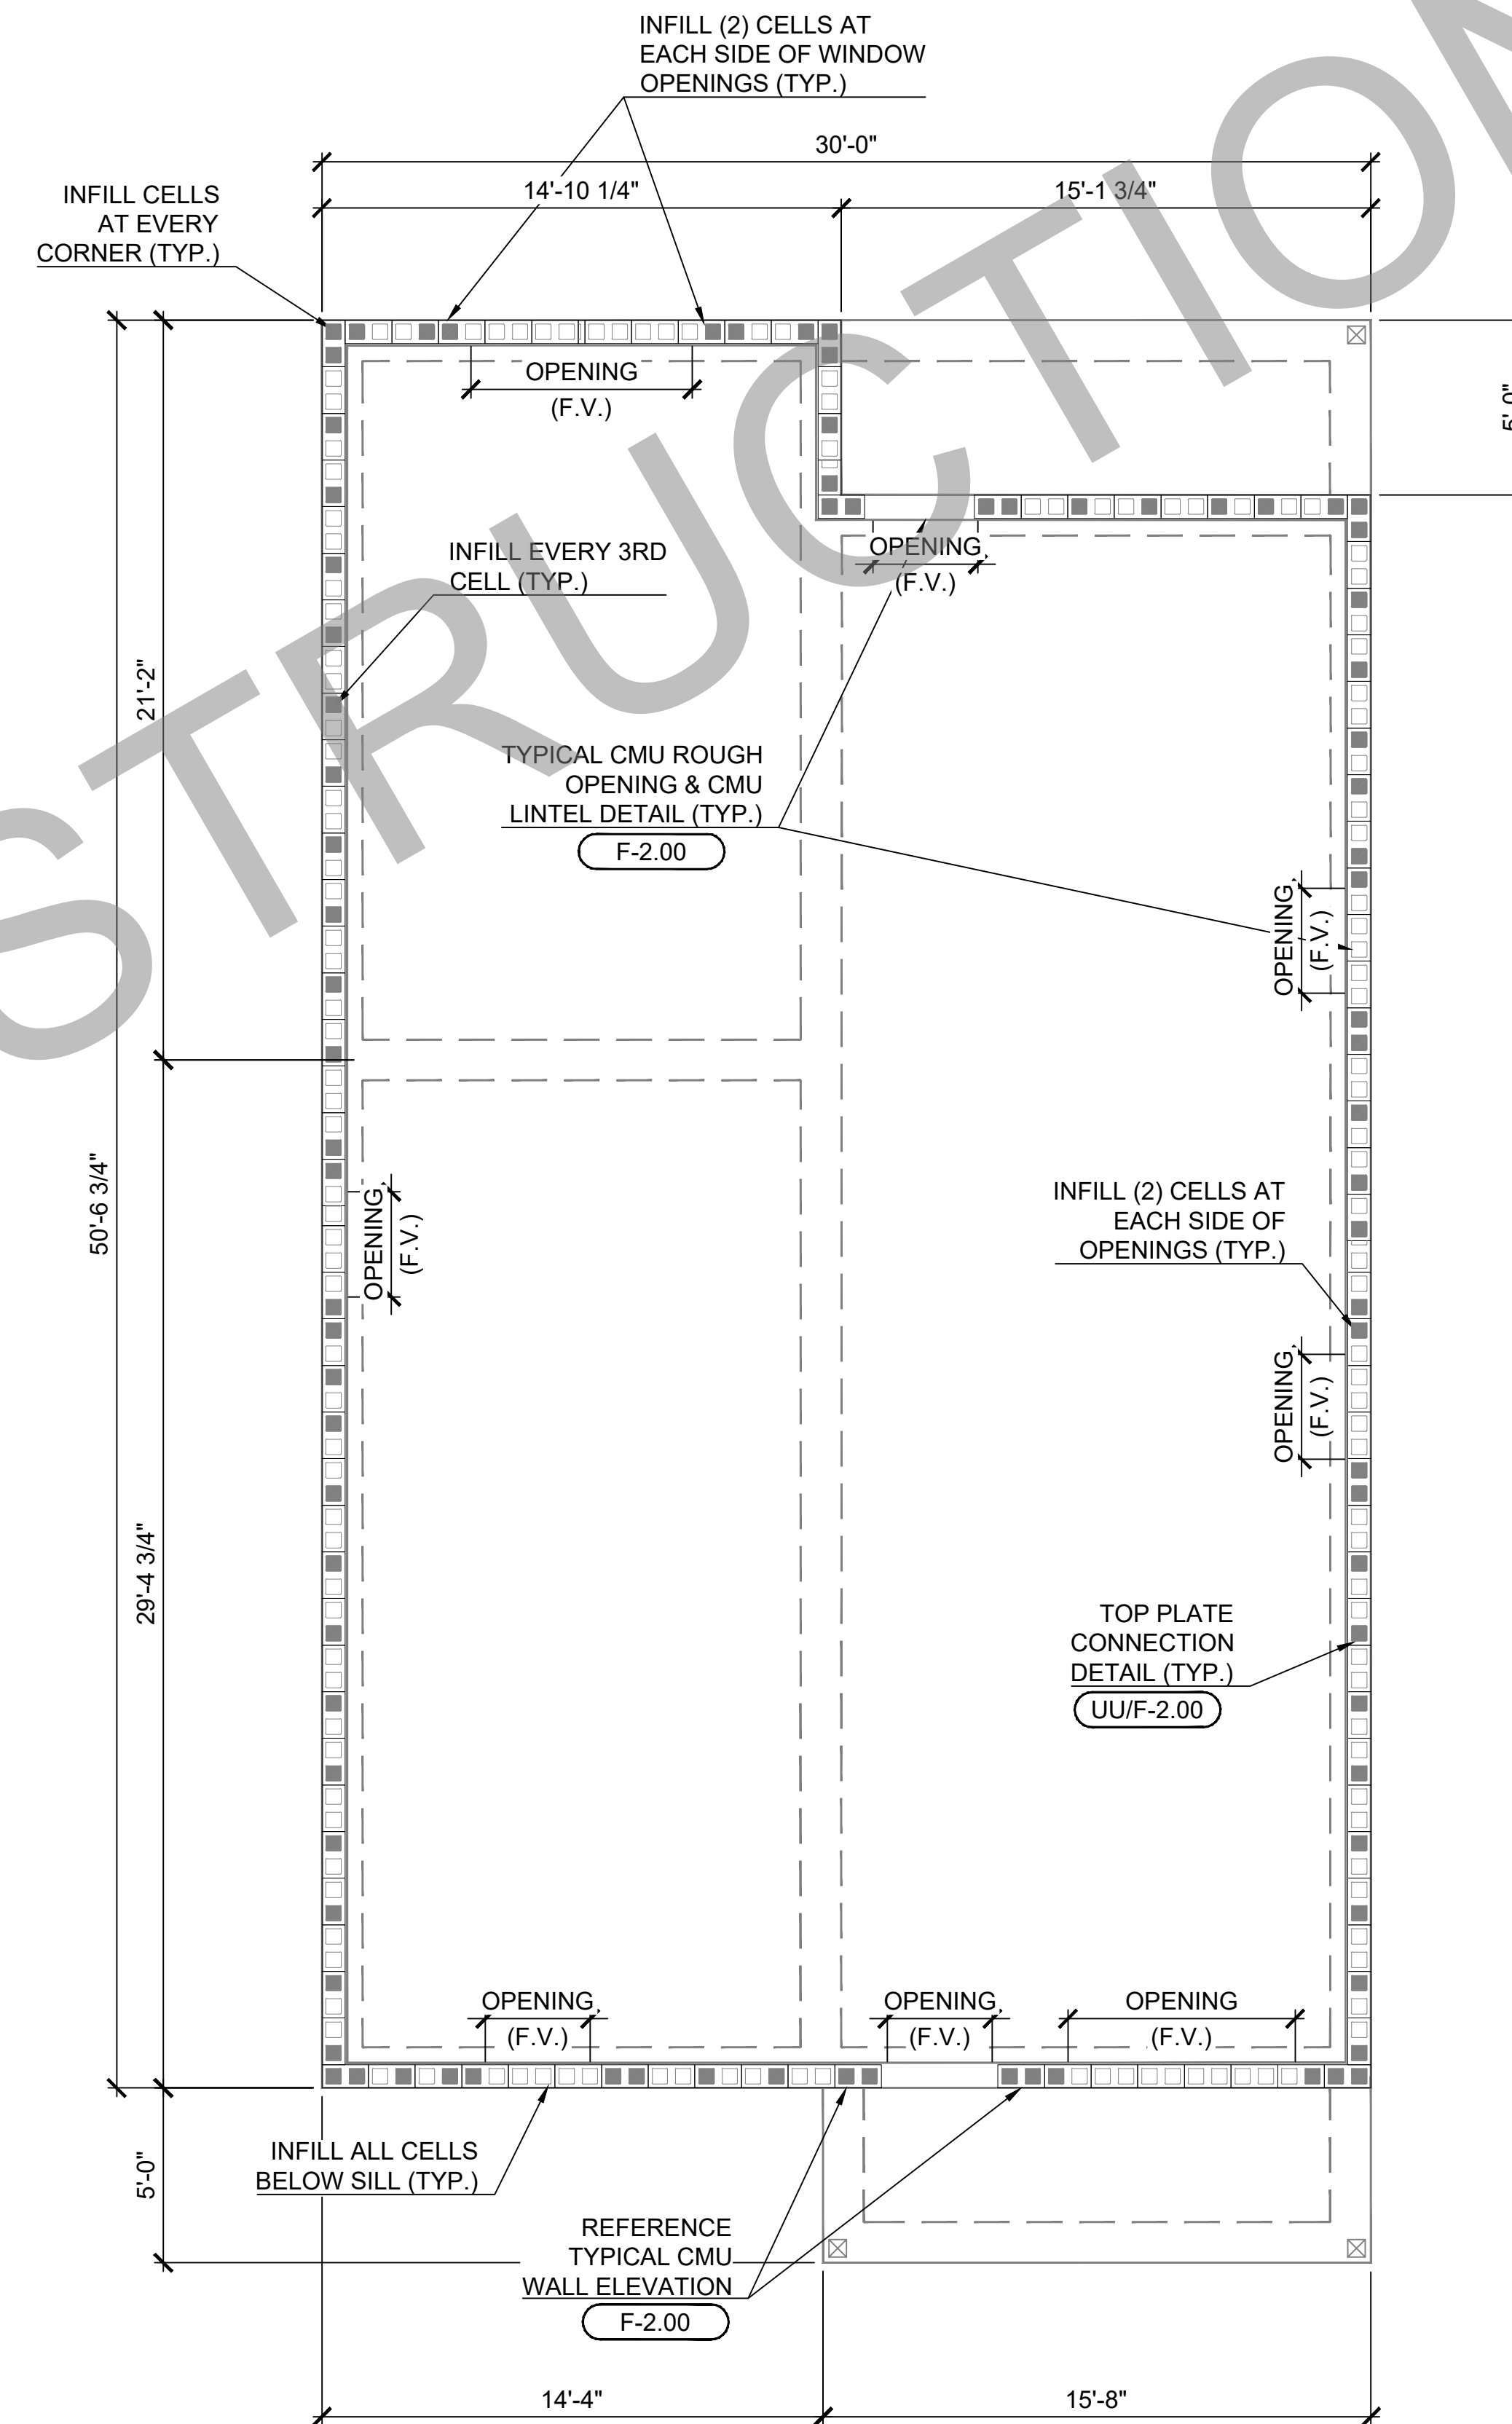 INFILL (2) CELLS AT
EACH SIDE OF WINDOW
OPENINGS (TYP.)
30'-0"
14'-10 1/4"
15'-1 3/4"
INFILL CELLS
AT EVERY
CORNER (TYP.)
OPENING
(F.V.)
5'-0"
OPENING
(F.V.)
INFILL EVERY 3RD
CELL (TYP.)
21'-2"
TYPICAL CMU ROUGH
OPENING & CMU
LINTEL DETAIL (TYP.)
F-2.00
OPENING
(F.V.)
50'-6 3/4"
OPENING
(F.V.)
INFILL (2) CELLS AT
EACH SIDE OF
OPENINGS (TYP.)
OPENING
(F.V.)
29'-4 3/4"
TOP PLATE
CONNECTION
DETAIL (TYP.)
UU/F-2.00
OPENING
(F.V.)
OPENING
(F.V.)
OPENING
(F.V.)
INFILL ALL CELLS
BELOW SILL (TYP.)
5'-0"
REFERENCE
TYPICAL CMU
WALL ELEVATION
F-2.00
14'-4"
15'-8"
STRUCTION